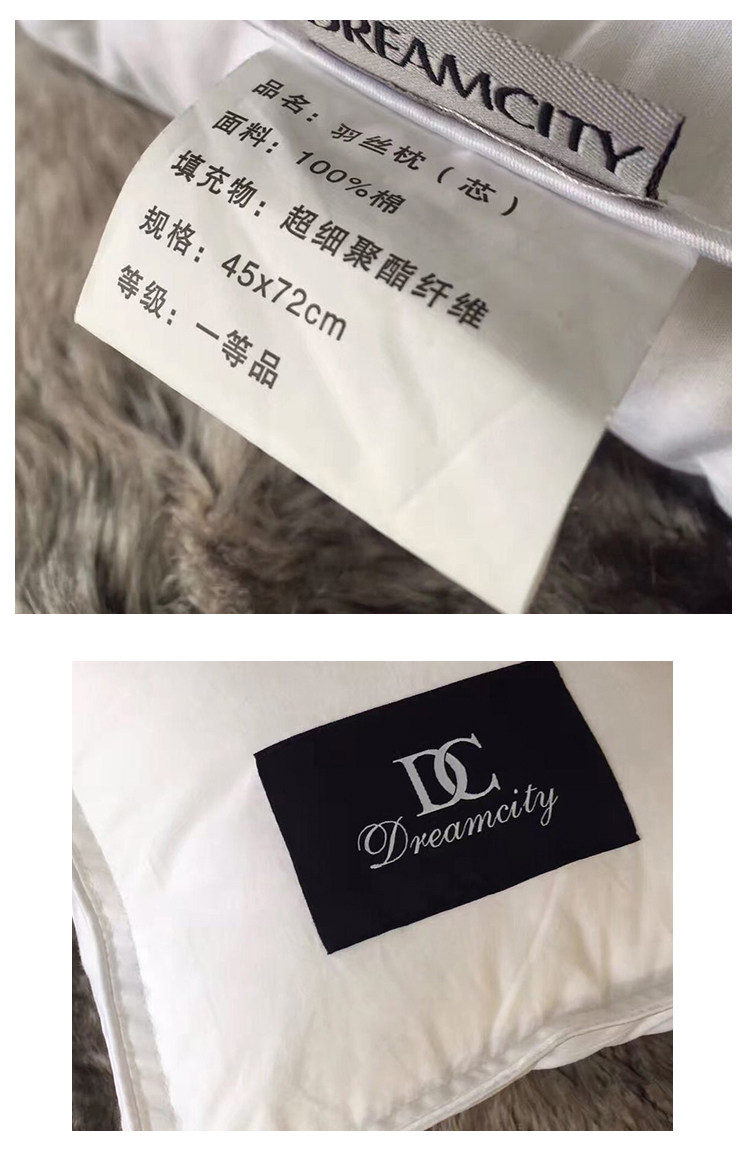 DREAMCITY
品名：羽丝枕（芯）
面料：100%棉
填充物：超细聚酯纤维
规格：45x72cm
等级：一等品
DC
Dreamcity